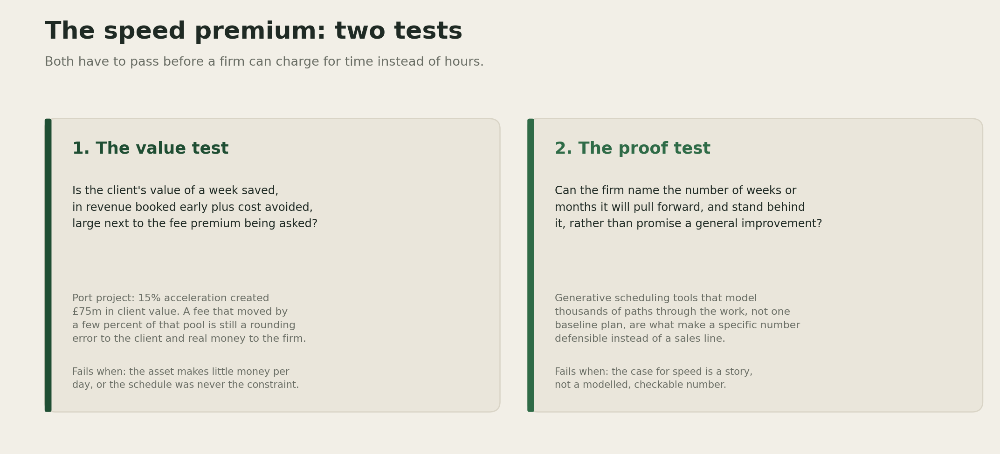 The speed premium: two tests
Both have to pass before a firm can charge for time instead of hours.
1. The value test
Is the client's value of a week saved,
in revenue booked early plus cost avoided,
large next to the fee premium being asked?
Port project: 15% acceleration created
£75m in client value. A fee that moved by
a few percent of that pool is still a rounding
error to the client and real money to the firm.
Fails when: the asset makes little money per
day, or the schedule was never the constraint.
2. The proof test
Can the firm name the number of weeks or
months it will pull forward, and stand behind
it, rather than promise a general improvement?
Generative scheduling tools that model
thousands of paths through the work, not one
baseline plan, are what make a specific number
defensible instead of a sales line.
Fails when: the case for speed is a story,
not a modelled, checkable number.